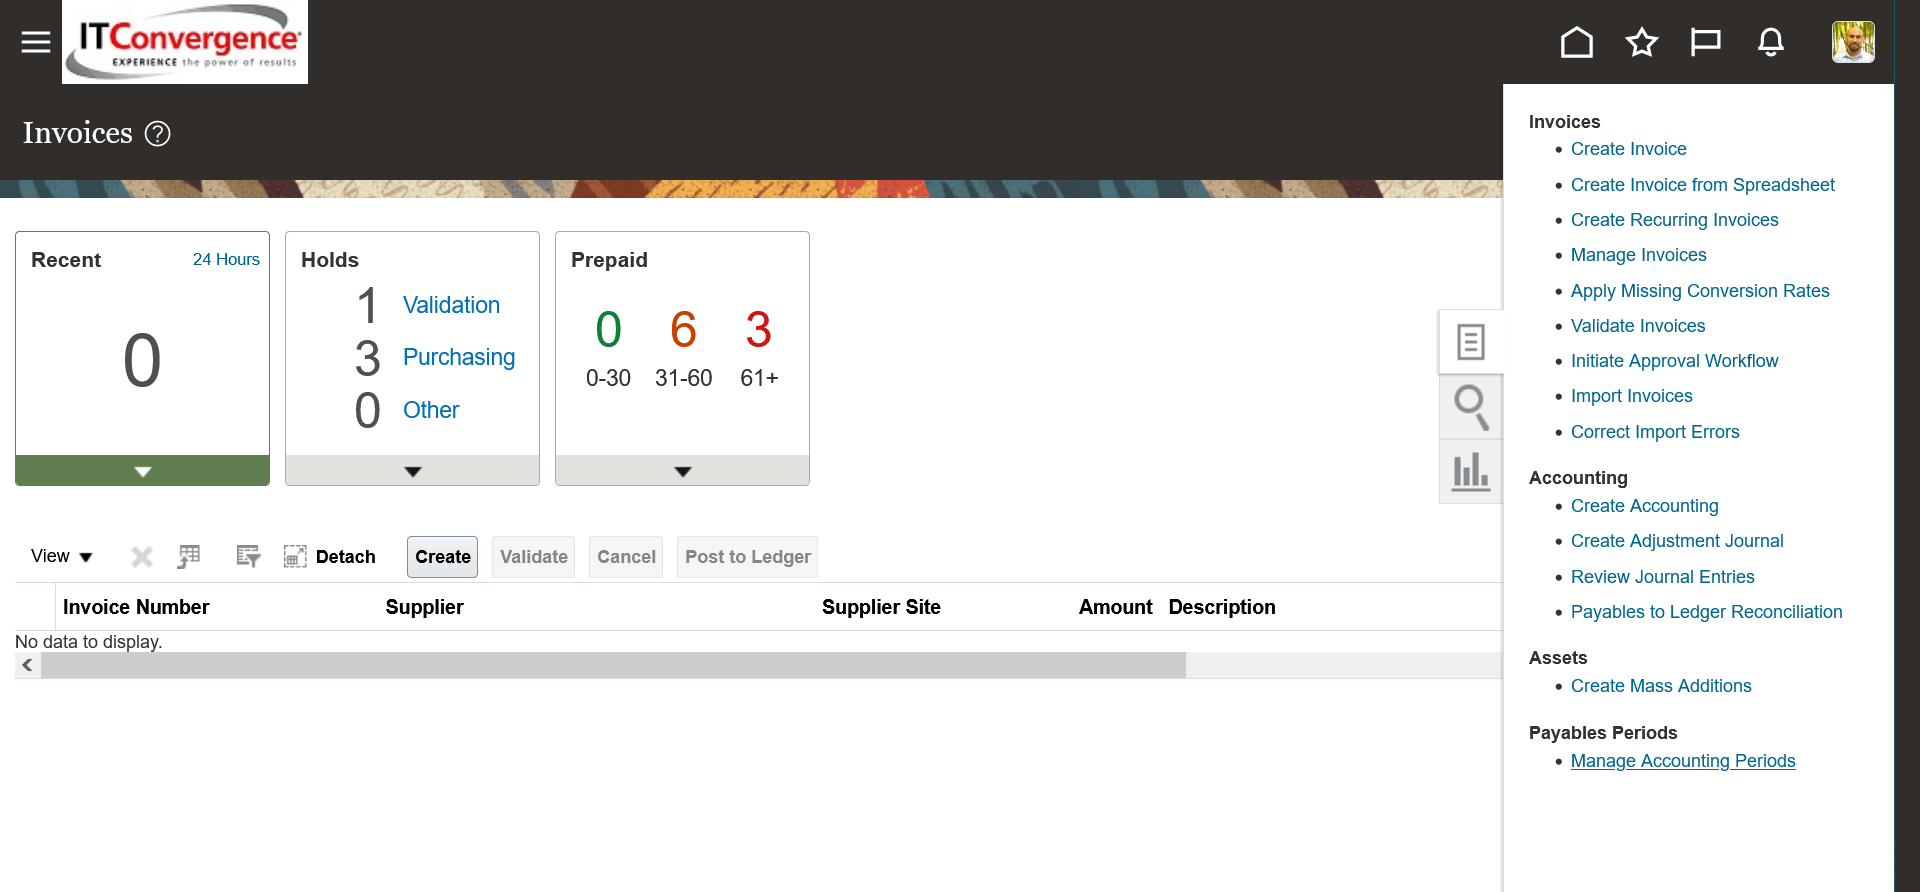 ITConvergence
EXPERIENCE the power of results
Invoices ?
Recent
24 Hours
0
Holds
1 Validation
3 Purchasing
0 Other
Prepaid
0 6 3
0-30 31-60 61+
View
Detach
Create
Validate
Cancel
Post to Ledger
Invoice Number
Supplier
Supplier Site
Amount
Description
No data to display.
Invoices
Create Invoice
Create Invoice from Spreadsheet
Create Recurring Invoices
Manage Invoices
Apply Missing Conversion Rates
Validate Invoices
Initiate Approval Workflow
Import Invoices
Correct Import Errors
Accounting
Create Accounting
Create Adjustment Journal
Review Journal Entries
Payables to Ledger Reconciliation
Assets
Create Mass Additions
Payables Periods
Manage Accounting Periods